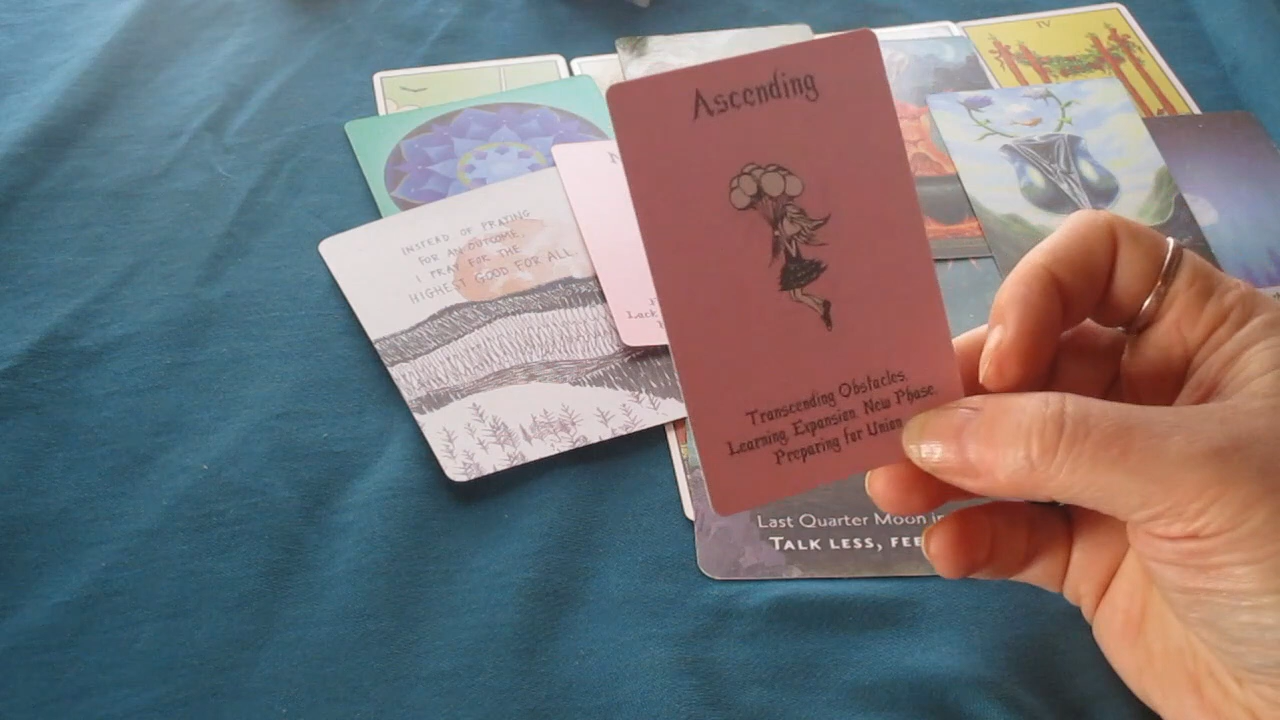 IV
Ascending
INSTEAD OF PRAYING
FOR AN OUTCOME,
I PRAY FOR THE
HIGHEST GOOD FOR ALL.
N
Lack
Transcending Obstacles.
Learning. Expansion. New Phase.
Preparing for Union.
Last Quarter Moon in
TALK LESS, FEE